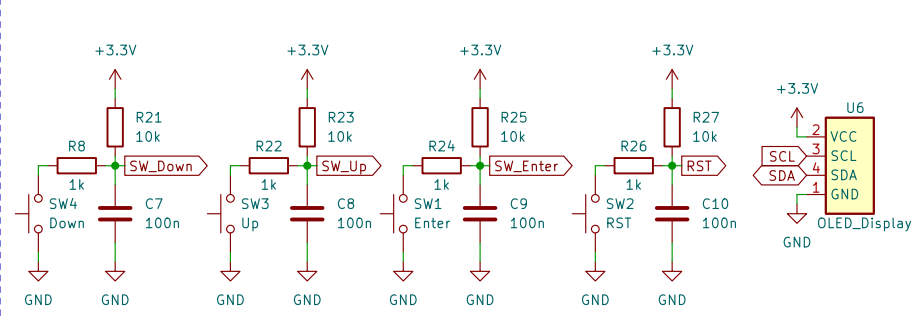 +3.3V
R21
10k
R8
1k
SW_Down
SW4
Down
C7
100n
GND
GND
+3.3V
R23
10k
R22
1k
SW_Up
SW3
Up
C8
100n
GND
GND
+3.3V
R25
10k
R24
1k
SW_Enter
SW1
Enter
C9
100n
GND
GND
+3.3V
R27
10k
R26
1k
RST
SW2
RST
C10
100n
GND
GND
+3.3V
U6
2 VCC
SCL 3 SCL
SDA 4 SDA
1 GND
OLED_Display
GND